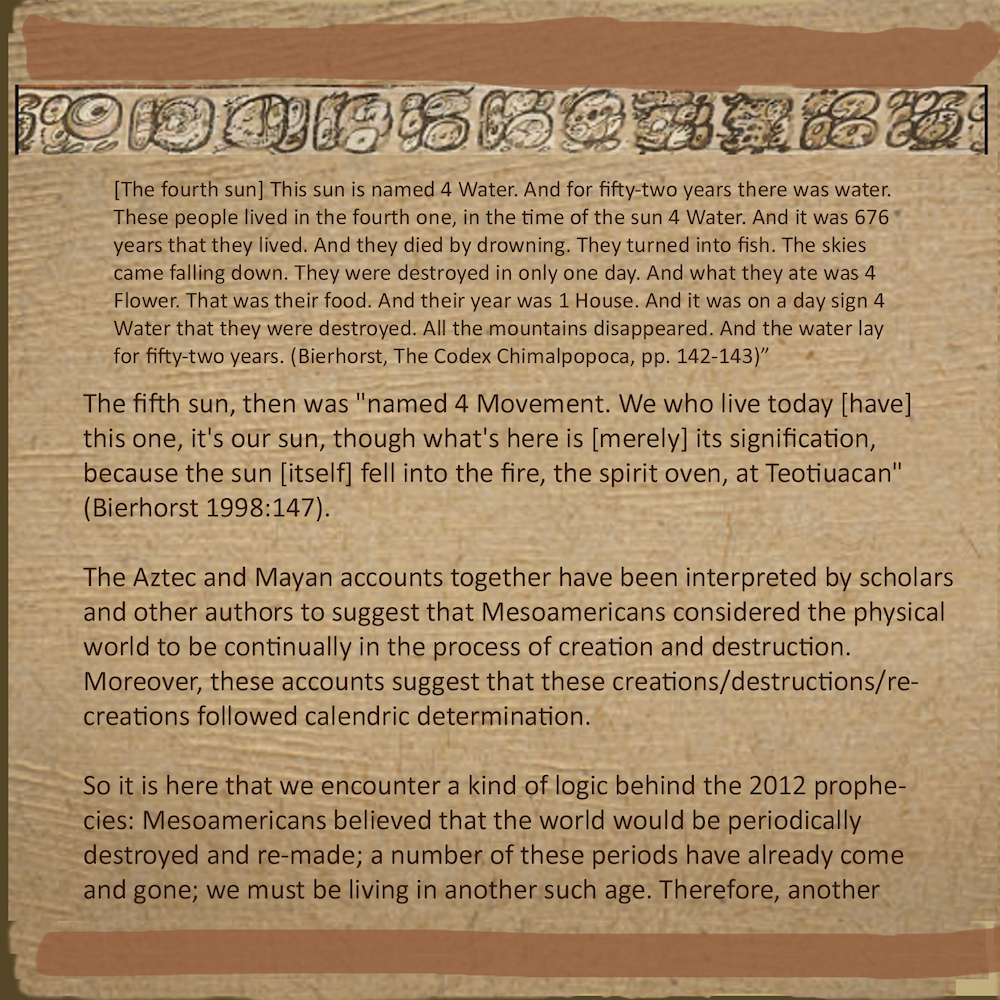 [The fourth sun] This sun is named 4 Water. And for fifty-two years there was water.
These people lived in the fourth one, in the time of the sun 4 Water. And it was 676
years that they lived. And they died by drowning. They turned into fish. The skies
came falling down. They were destroyed in only one day. And what they ate was 4
Flower. That was their food. And their year was 1 House. And it was on a day sign 4
Water that they were destroyed. All the mountains disappeared. And the water lay
for fifty-two years. (Bierhorst, The Codex Chimalpopoca, pp. 142-143)”
The fifth sun, then was "named 4 Movement. We who live today [have]
this one, it's our sun, though what's here is [merely] its signification,
because the sun [itself] fell into the fire, the spirit oven, at Teotiuacan"
(Bierhorst 1998:147).
The Aztec and Mayan accounts together have been interpreted by scholars
and other authors to suggest that Mesoamericans considered the physical
world to be continually in the process of creation and destruction.
Moreover, these accounts suggest that these creations/destructions/re-
creations followed calendric determination.
So it is here that we encounter a kind of logic behind the 2012 prophe-
cies: Mesoamericans believed that the world would be periodically
destroyed and re-made; a number of these periods have already come
and gone; we must be living in another such age. Therefore, another